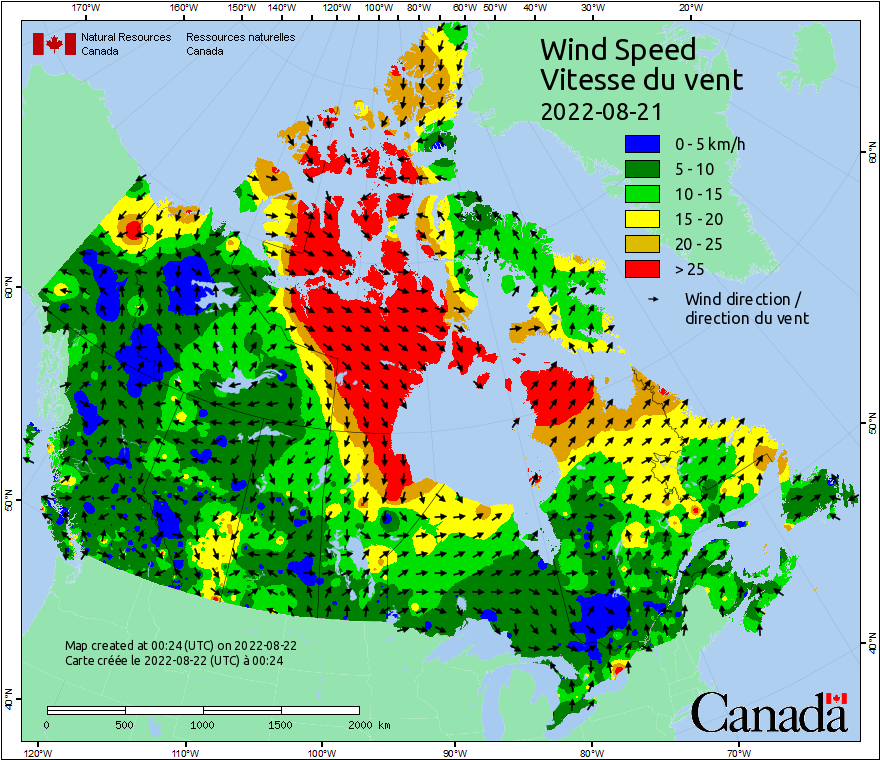 170°W 160°W 150°W 140°W 120°W 100°W 80°W 60°W 50°W 40°W 30°W 20°W
Natural Resources Ressources naturelles
Canada Canada
Wind Speed
Vitesse du vent
2022-08-21
0 - 5 km/h
5 - 10
10 - 15
15 - 20
20 - 25
> 25
Wind direction /
direction du vent
60°N 60°N
50°N 50°N
40°N 40°N
Map created at 00:24 (UTC) on 2022-08-22
Carte créée le 2022-08-22 (UTC) à 00:24
0 500 1000 1500 2000 km
Canada
120°W 110°W 100°W 90°W 80°W 70°W